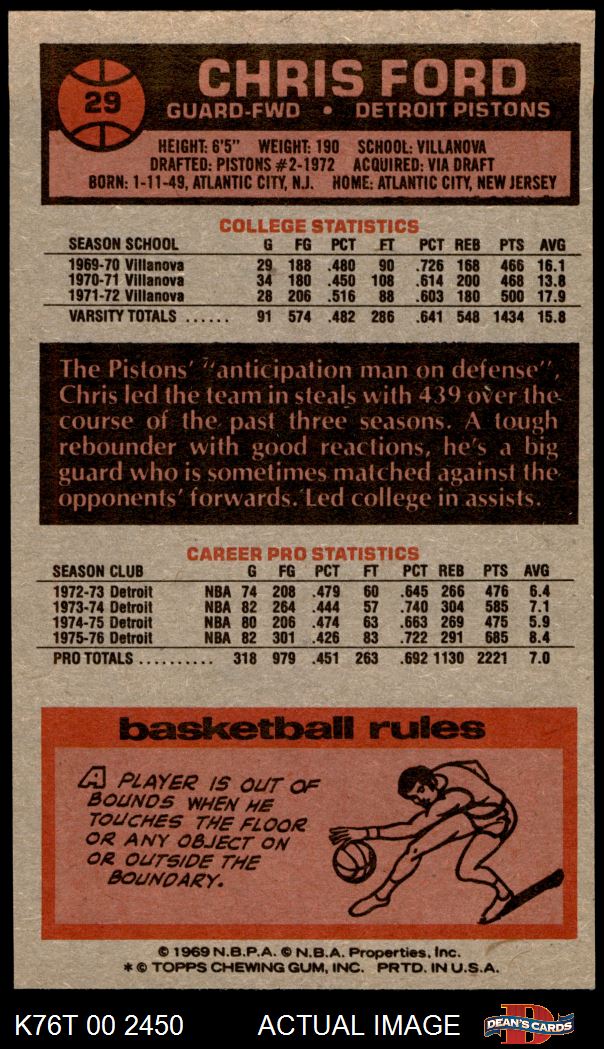 29
CHRIS FORD
GUARD-FWD • DETROIT PISTONS
HEIGHT: 6'5" WEIGHT: 190 SCHOOL: VILLANOVA
DRAFTED: PISTONS #2-1972 ACQUIRED: VIA DRAFT
BORN: 1-11-49, ATLANTIC CITY, N.J. HOME: ATLANTIC CITY, NEW JERSEY
COLLEGE STATISTICS
SEASON SCHOOL G FG PCT FT PCT REB PTS AVG
1969-70 Villanova 29 188 .480 90 .726 168 466 16.1
1970-71 Villanova 34 180 .450 108 .614 200 468 13.8
1971-72 Villanova 28 206 .516 88 .603 180 500 17.9
VARSITY TOTALS ...... 91 574 .482 286 .641 548 1434 15.8
The Pistons' "anticipation man on defense",
Chris led the team in steals with 439 over the
course of the past three seasons. A tough
rebounder with good reactions, he's a big
guard who is sometimes matched against the
opponents' forwards. Led college in assists.
CAREER PRO STATISTICS
SEASON CLUB G FG PCT FT PCT REB PTS AVG
1972-73 Detroit NBA 74 208 .479 60 .645 266 476 6.4
1973-74 Detroit NBA 82 264 .444 57 .740 304 585 7.1
1974-75 Detroit NBA 80 206 .474 63 .663 269 475 5.9
1975-76 Detroit NBA 82 301 .426 83 .722 291 685 8.4
PRO TOTALS .......... 318 979 .451 263 .692 1130 2221 7.0
basketball rules
A PLAYER IS OUT OF
BOUNDS WHEN HE
TOUCHES THE FLOOR
OR ANY OBJECT ON
OR OUTSIDE THE
BOUNDARY.
© 1969 N.B.P.A. © N.B.A. Properties, Inc.
* © TOPPS CHEWING GUM, INC. PRTD. IN U.S.A.
K76T 00 2450 ACTUAL IMAGE
D
DEAN'S CARDS